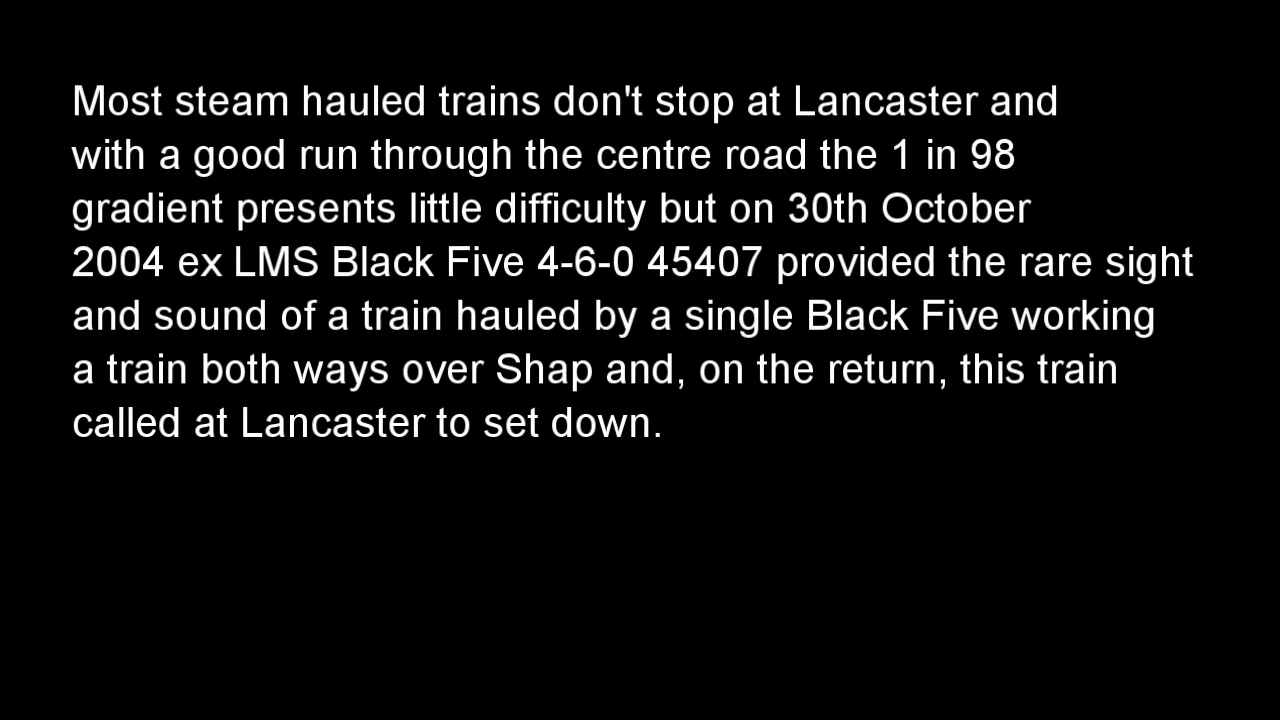 Most steam hauled trains don't stop at Lancaster and
with a good run through the centre road the 1 in 98
gradient presents little difficulty but on 30th October
2004 ex LMS Black Five 4-6-0 45407 provided the rare sight
and sound of a train hauled by a single Black Five working
a train both ways over Shap and, on the return, this train
called at Lancaster to set down.